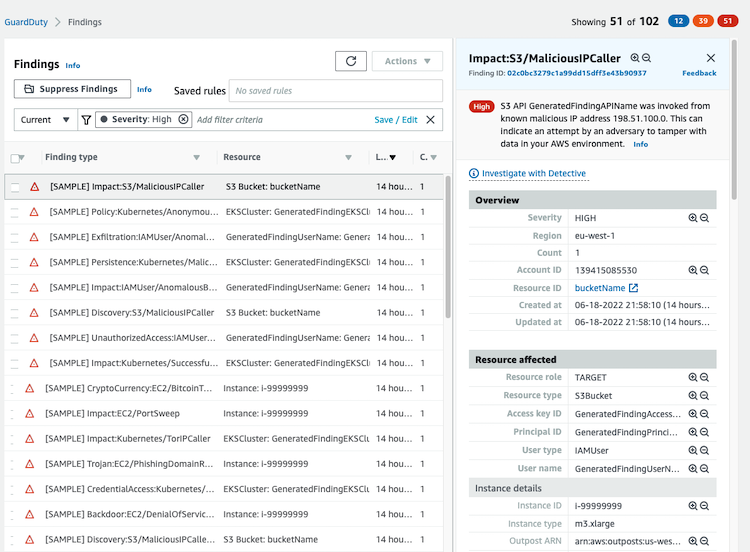 GuardDuty > Findings
Showing 51 of 102 12 39 51
Findings Info
Actions
Suppress Findings Info Saved rules No saved rules
Current Severity: High Add filter criteria Save / Edit
Finding type Resource L... C.
[SAMPLE] Impact:S3/MaliciousIPCaller S3 Bucket: bucketName 14 hou... 1
[SAMPLE] Policy:Kubernetes/Anonymou... EKSCluster: GeneratedFindingEKSClu 14 hou... 1
[SAMPLE] Exfiltration:IAMUser/Anomal... GeneratedFindingUserName: Genera 14 hou... 1
[SAMPLE] Persistence:Kubernetes/Malic... EKSCluster: GeneratedFindingEKSClu 14 hou... 1
[SAMPLE] Impact:IAMUser/AnomalousB... GeneratedFindingUserName: Genera 14 hou... 1
[SAMPLE] Discovery:S3/MaliciousIPCaller S3 Bucket: bucketName 14 hou... 1
[SAMPLE] UnauthorizedAccess:IAMUser... GeneratedFindingUserName: Genera 14 hou... 1
[SAMPLE] Impact:Kubernetes/Successfu... EKSCluster: GeneratedFindingEKSClu 14 hou... 1
[SAMPLE] CryptoCurrency:EC2/BitcoinT... Instance: i-99999999 14 hou... 1
[SAMPLE] Impact:EC2/PortSweep Instance: i-99999999 14 hou... 1
[SAMPLE] Impact:Kubernetes/TorIPCaller EKSCluster: GeneratedFindingEKSClu 14 hou... 1
[SAMPLE] Trojan:EC2/PhishingDomainR... Instance: i-99999999 14 hou... 1
[SAMPLE] CredentialAccess:Kubernetes/... EKSCluster: GeneratedFindingEKSClu 14 hou... 1
[SAMPLE] Backdoor:EC2/DenialOfServic... Instance: i-99999999 14 hou... 1
[SAMPLE] Discovery:S3/MaliciousIPCalle... S3 Bucket: bucketName 14 hou... 1
Impact:S3/MaliciousIPCaller
Finding ID: 02c0bc3279c1a99dd15dff3e43b90937 Feedback
High S3 API GeneratedFindingAPIName was invoked from
known malicious IP address 198.51.100.0. This can
indicate an attempt by an adversary to tamper with
data in your AWS environment. Info
Investigate with Detective
Overview
Severity HIGH
Region eu-west-1
Count 1
Account ID 139415085530
Resource ID bucketName
Created at 06-18-2022 21:58:10 (14 hours...
Updated at 06-18-2022 21:58:10 (14 hours...
Resource affected
Resource role TARGET
Resource type S3Bucket
Access key ID GeneratedFindingAccess...
Principal ID GeneratedFindingPrinci...
User type IAMUser
User name GeneratedFindingUserN...
Instance details
Instance ID i-99999999
Instance type m3.xlarge
Outpost ARN arn:aws:outposts:us-wes...